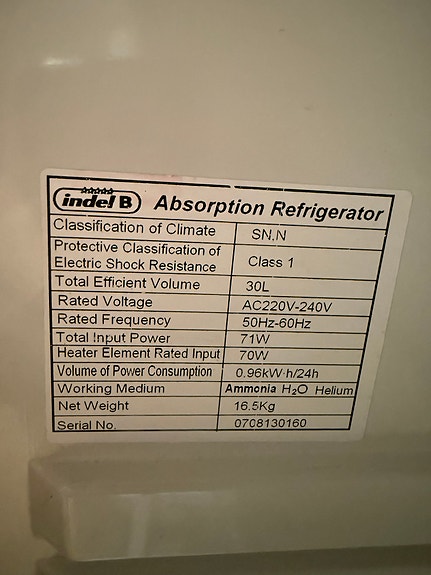 indel B Absorption Refrigerator
Classification of Climate SN.N
Protective Classification of
Electric Shock Resistance Class 1
Total Efficient Volume 30L
Rated Voltage AC220V-240V
Rated Frequency 50Hz-60Hz
Total Input Power 71W
Heater Element Rated Input 70W
Volume of Power Consumption 0.96kW·h/24h
Working Medium Ammonia H₂O Helium
Net Weight 16.5Kg
Serial No. 0708130160